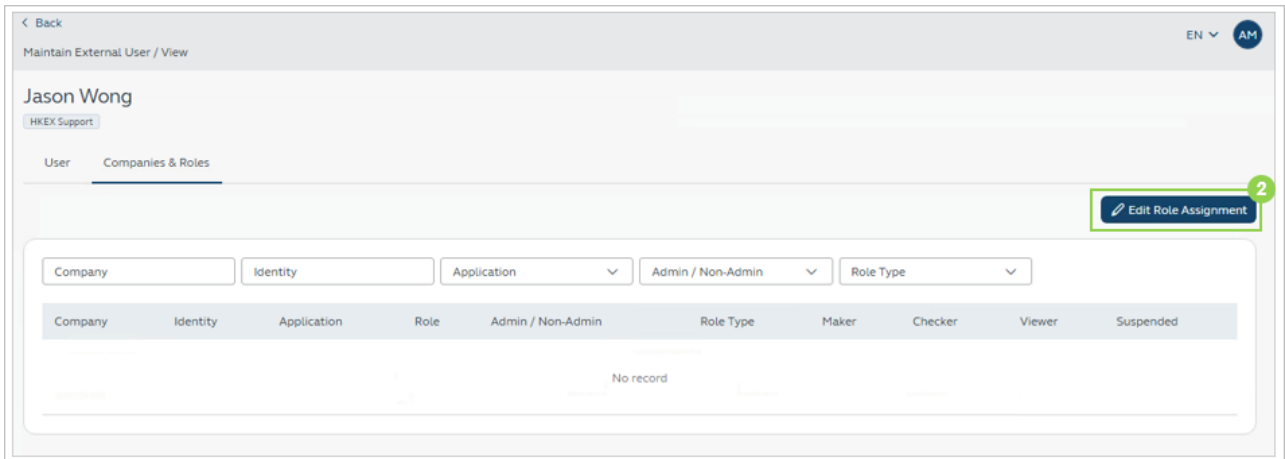 < Back
EN
AM
Maintain External User / View
Jason Wong
HKEX Support
User Companies & Roles
2
Edit Role Assignment
Company Identity Application Admin / Non-Admin Role Type
Company Identity Application Role Admin / Non-Admin Role Type Maker Checker Viewer Suspended
No record